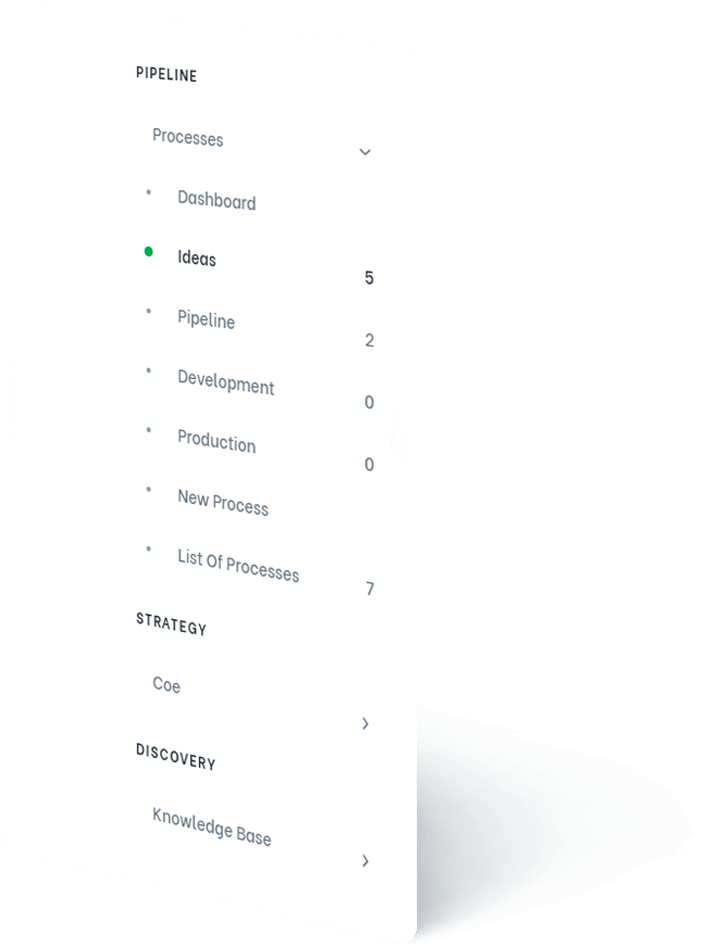 PIPELINE
Processes
Dashboard
Ideas 5
Pipeline 2
Development 0
Production 0
New Process
List Of Processes 7
STRATEGY
Coe
DISCOVERY
Knowledge Base